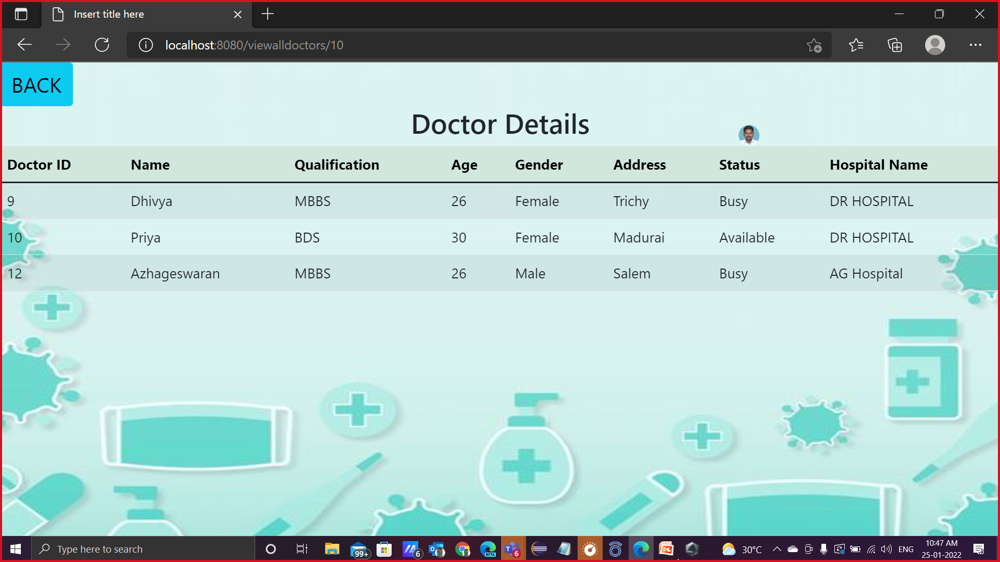 Insert title here
localhost:8080/viewalldoctors/10
BACK
Doctor Details
Doctor ID Name Qualification Age Gender Address Status Hospital Name
9 Dhivya MBBS 26 Female Trichy Busy DR HOSPITAL
10 Priya BDS 30 Female Madurai Available DR HOSPITAL
12 Azhageswaran MBBS 26 Male Salem Busy AG Hospital
Type here to search 99+ 6 BETA 6 30°C ENG 10:47 AM
25-01-2022